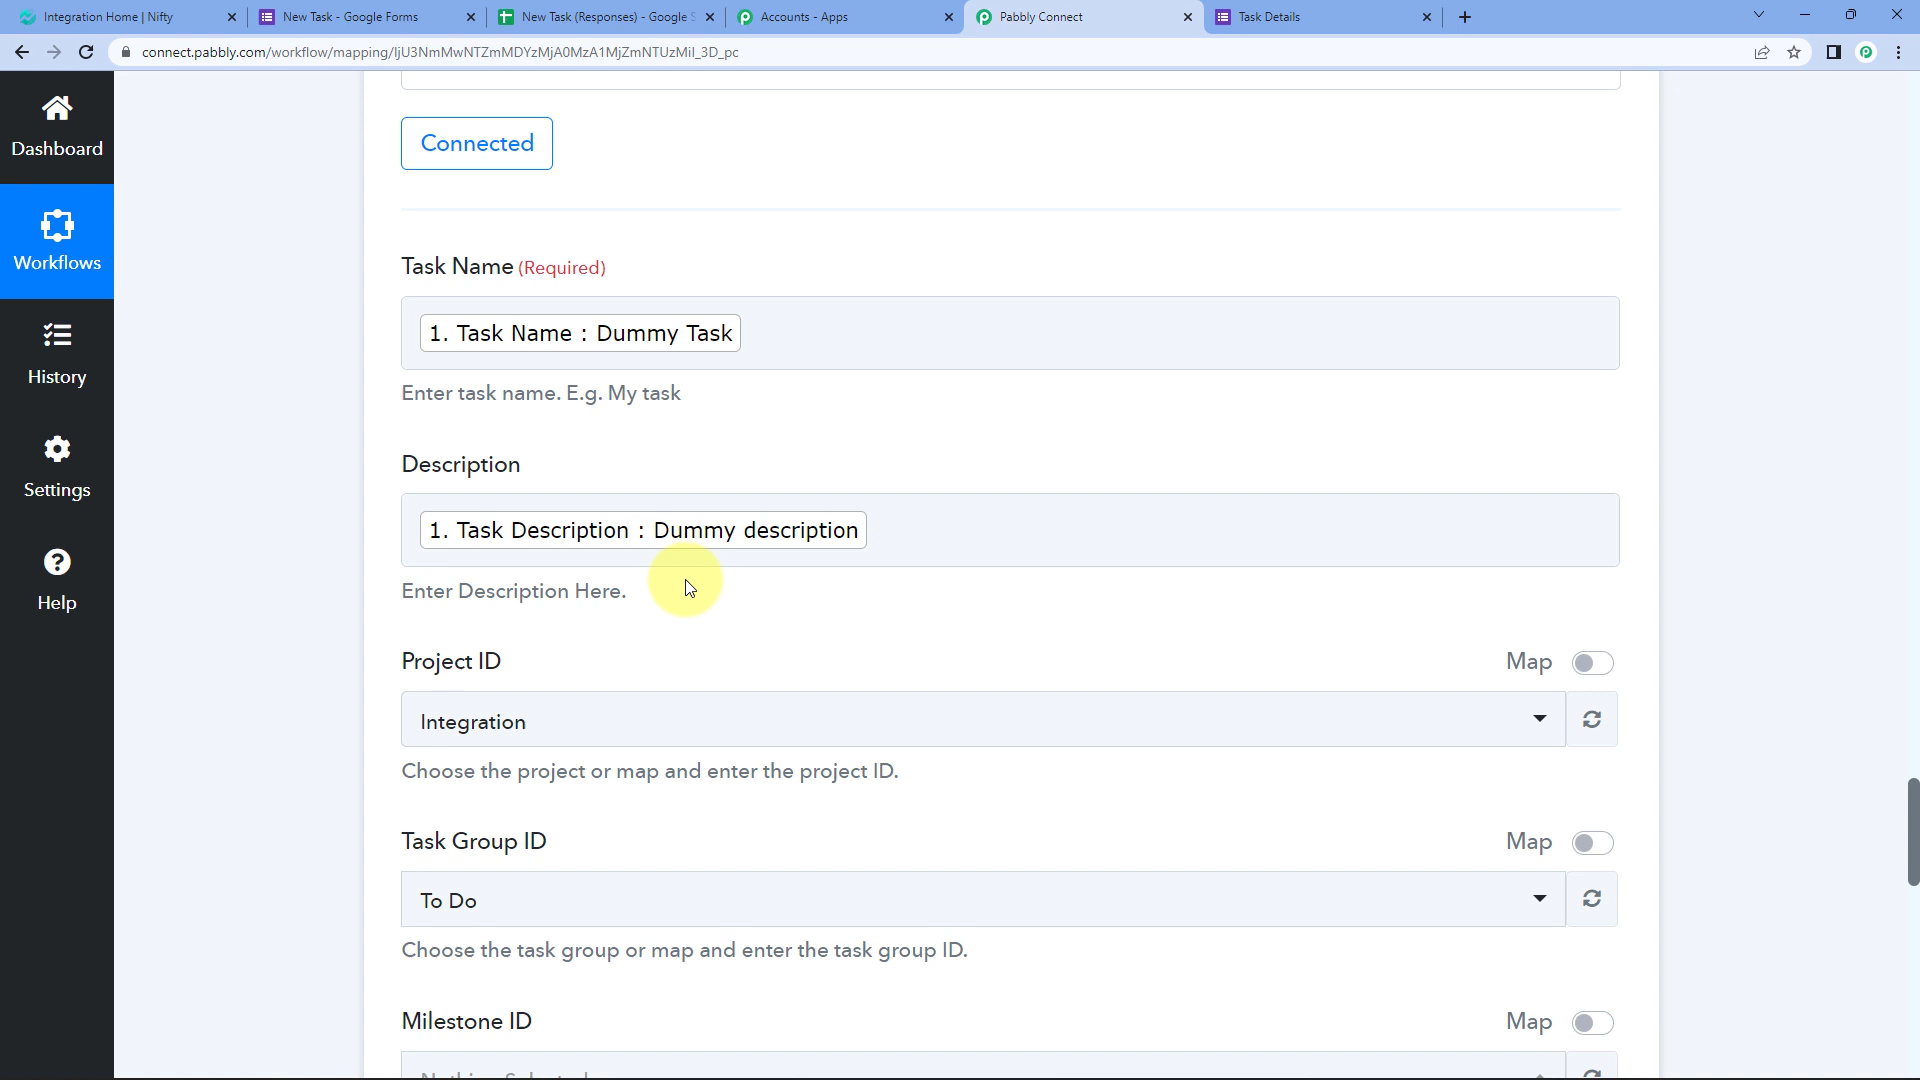 Integration Home | Nifty
New Task - Google Forms
New Task (Responses) - Google S
Accounts - Apps
Pabbly Connect
Task Details
connect.pabbly.com/workflow/mapping/IjU3NmMwNTZmMDYzMjA0MzA1MjZmNTUzMiI_3D_pc
Dashboard
Workflows
History
Settings
Help
Connected
Task Name (Required)
1. Task Name : Dummy Task
Enter task name. E.g. My task
Description
1. Task Description : Dummy description
Enter Description Here.
Project ID
Map
Integration
Choose the project or map and enter the project ID.
Task Group ID
Map
To Do
Choose the task group or map and enter the task group ID.
Milestone ID
Map